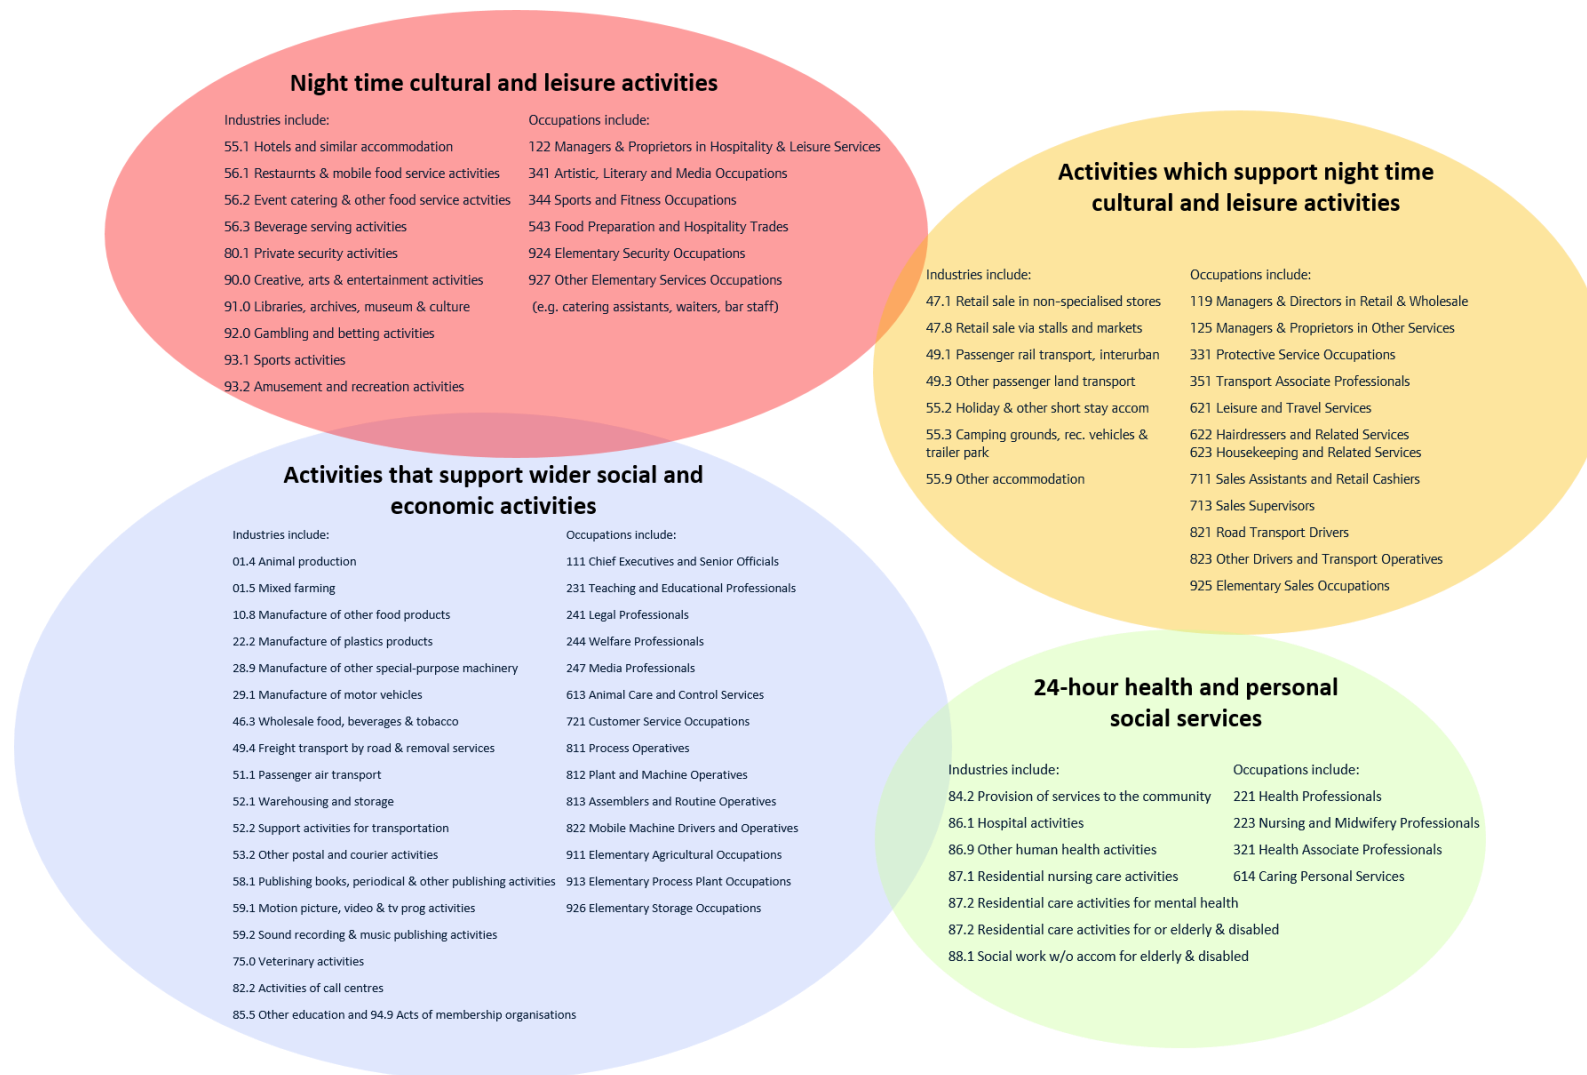 Night time cultural and leisure activities
Industries include:
55.1 Hotels and similar accommodation
56.1 Restaurnts & mobile food service activities
56.2 Event catering & other food service actvities
56.3 Beverage serving activities
80.1 Private security activities
90.0 Creative, arts & entertainment activities
91.0 Libraries, archives, museum & culture
92.0 Gambling and betting activities
93.1 Sports activities
93.2 Amusement and recreation activities
Occupations include:
122 Managers & Proprietors in Hospitality & Leisure Services
341 Artistic, Literary and Media Occupations
344 Sports and Fitness Occupations
543 Food Preparation and Hospitality Trades
924 Elementary Security Occupations
927 Other Elementary Services Occupations
(e.g. catering assistants, waiters, bar staff)
Activities which support night time
cultural and leisure activities
Industries include:
47.1 Retail sale in non-specialised stores
47.8 Retail sale via stalls and markets
49.1 Passenger rail transport, interurban
49.3 Other passenger land transport
55.2 Holiday & other short stay accom
55.3 Camping grounds, rec. vehicles &
trailer park
55.9 Other accommodation
Occupations include:
119 Managers & Directors in Retail & Wholesale
125 Managers & Proprietors in Other Services
331 Protective Service Occupations
351 Transport Associate Professionals
621 Leisure and Travel Services
622 Hairdressers and Related Services
623 Housekeeping and Related Services
711 Sales Assistants and Retail Cashiers
713 Sales Supervisors
821 Road Transport Drivers
823 Other Drivers and Transport Operatives
925 Elementary Sales Occupations
Activities that support wider social and
economic activities
Industries include:
01.4 Animal production
01.5 Mixed farming
10.8 Manufacture of other food products
22.2 Manufacture of plastics products
28.9 Manufacture of other special-purpose machinery
29.1 Manufacture of motor vehicles
46.3 Wholesale food, beverages & tobacco
49.4 Freight transport by road & removal services
51.1 Passenger air transport
52.1 Warehousing and storage
52.2 Support activities for transportation
53.2 Other postal and courier activities
58.1 Publishing books, periodical & other publishing activities
59.1 Motion picture, video & tv prog activities
59.2 Sound recording & music publishing activities
75.0 Veterinary activities
82.2 Activities of call centres
85.5 Other education and 94.9 Acts of membership organisations
Occupations include:
111 Chief Executives and Senior Officials
231 Teaching and Educational Professionals
241 Legal Professionals
244 Welfare Professionals
247 Media Professionals
613 Animal Care and Control Services
721 Customer Service Occupations
811 Process Operatives
812 Plant and Machine Operatives
813 Assemblers and Routine Operatives
822 Mobile Machine Drivers and Operatives
911 Elementary Agricultural Occupations
913 Elementary Process Plant Occupations
926 Elementary Storage Occupations
24-hour health and personal
social services
Industries include:
84.2 Provision of services to the community
86.1 Hospital activities
86.9 Other human health activities
87.1 Residential nursing care activities
87.2 Residential care activities for mental health
87.2 Residential care activities for or elderly & disabled
88.1 Social work w/o accom for elderly & disabled
Occupations include:
221 Health Professionals
223 Nursing and Midwifery Professionals
321 Health Associate Professionals
614 Caring Personal Services